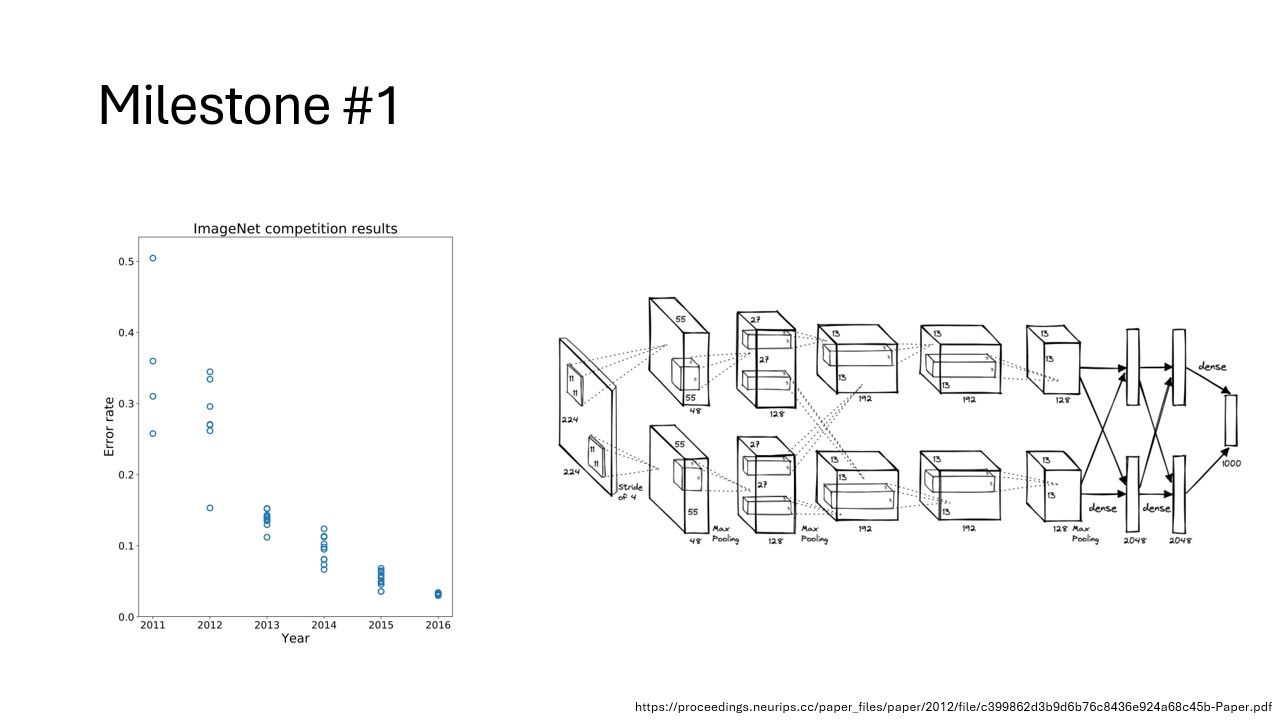 Milestone #1
ImageNet competition results
Error rate
0.5
0.4
0.3
0.2
0.1
0.0
2011 2012 2013 2014 2015 2016
Year
224
224
11
11
11
11
Stride
of 4
55
55
48
55
55
48
Max
Pooling
27
27
128
27
27
128
Max
Pooling
13
13
192
13
13
192
13
13
192
13
13
192
13
13
128
13
13
128
Max
Pooling
dense
dense
dense
2048
2048
1000
https://proceedings.neurips.cc/paper_files/paper/2012/file/c399862d3b9d6b76c8436e924a68c45b-Paper.pdf